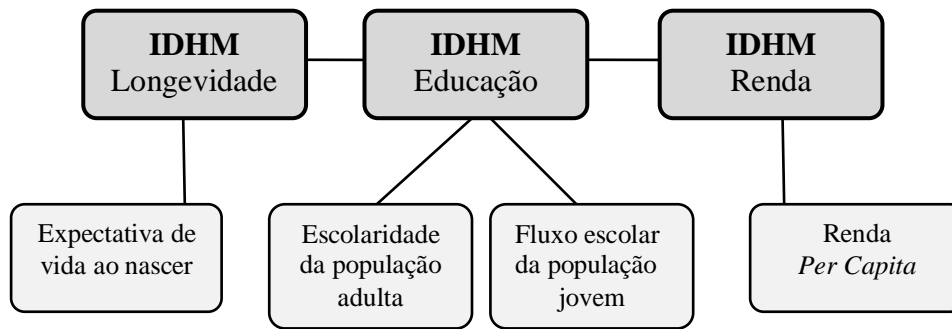 IDHM
Longevidade
IDHM
Educação
IDHM
Renda
Expectativa de
vida ao nascer
Escolaridade
da população
adulta
Fluxo escolar
da população
jovem
Renda
Per Capita